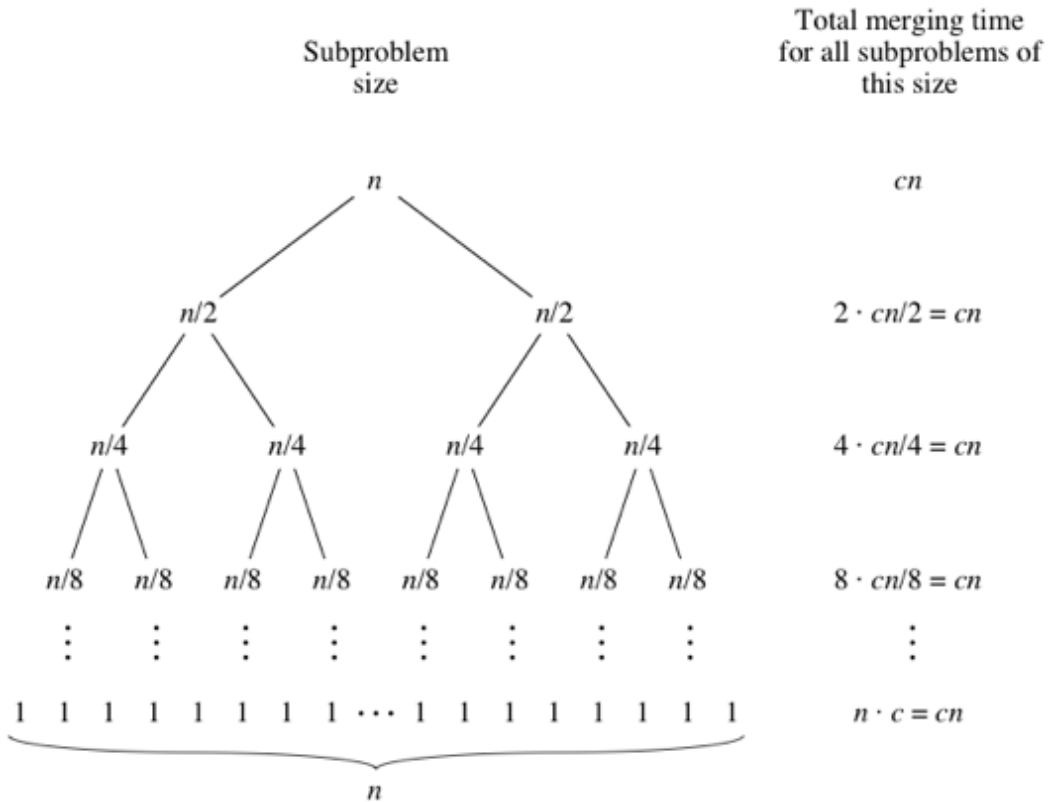 Subproblem
size
Total merging time
for all subproblems of
this size
n
cn
n/2 n/2
2 · cn/2 = cn
n/4 n/4 n/4 n/4
4 · cn/4 = cn
n/8 n/8 n/8 n/8 n/8 n/8 n/8 n/8
8 · cn/8 = cn
1 1 1 1 1 1 1 1 ··· 1 1 1 1 1 1 1 1
n · c = cn
n